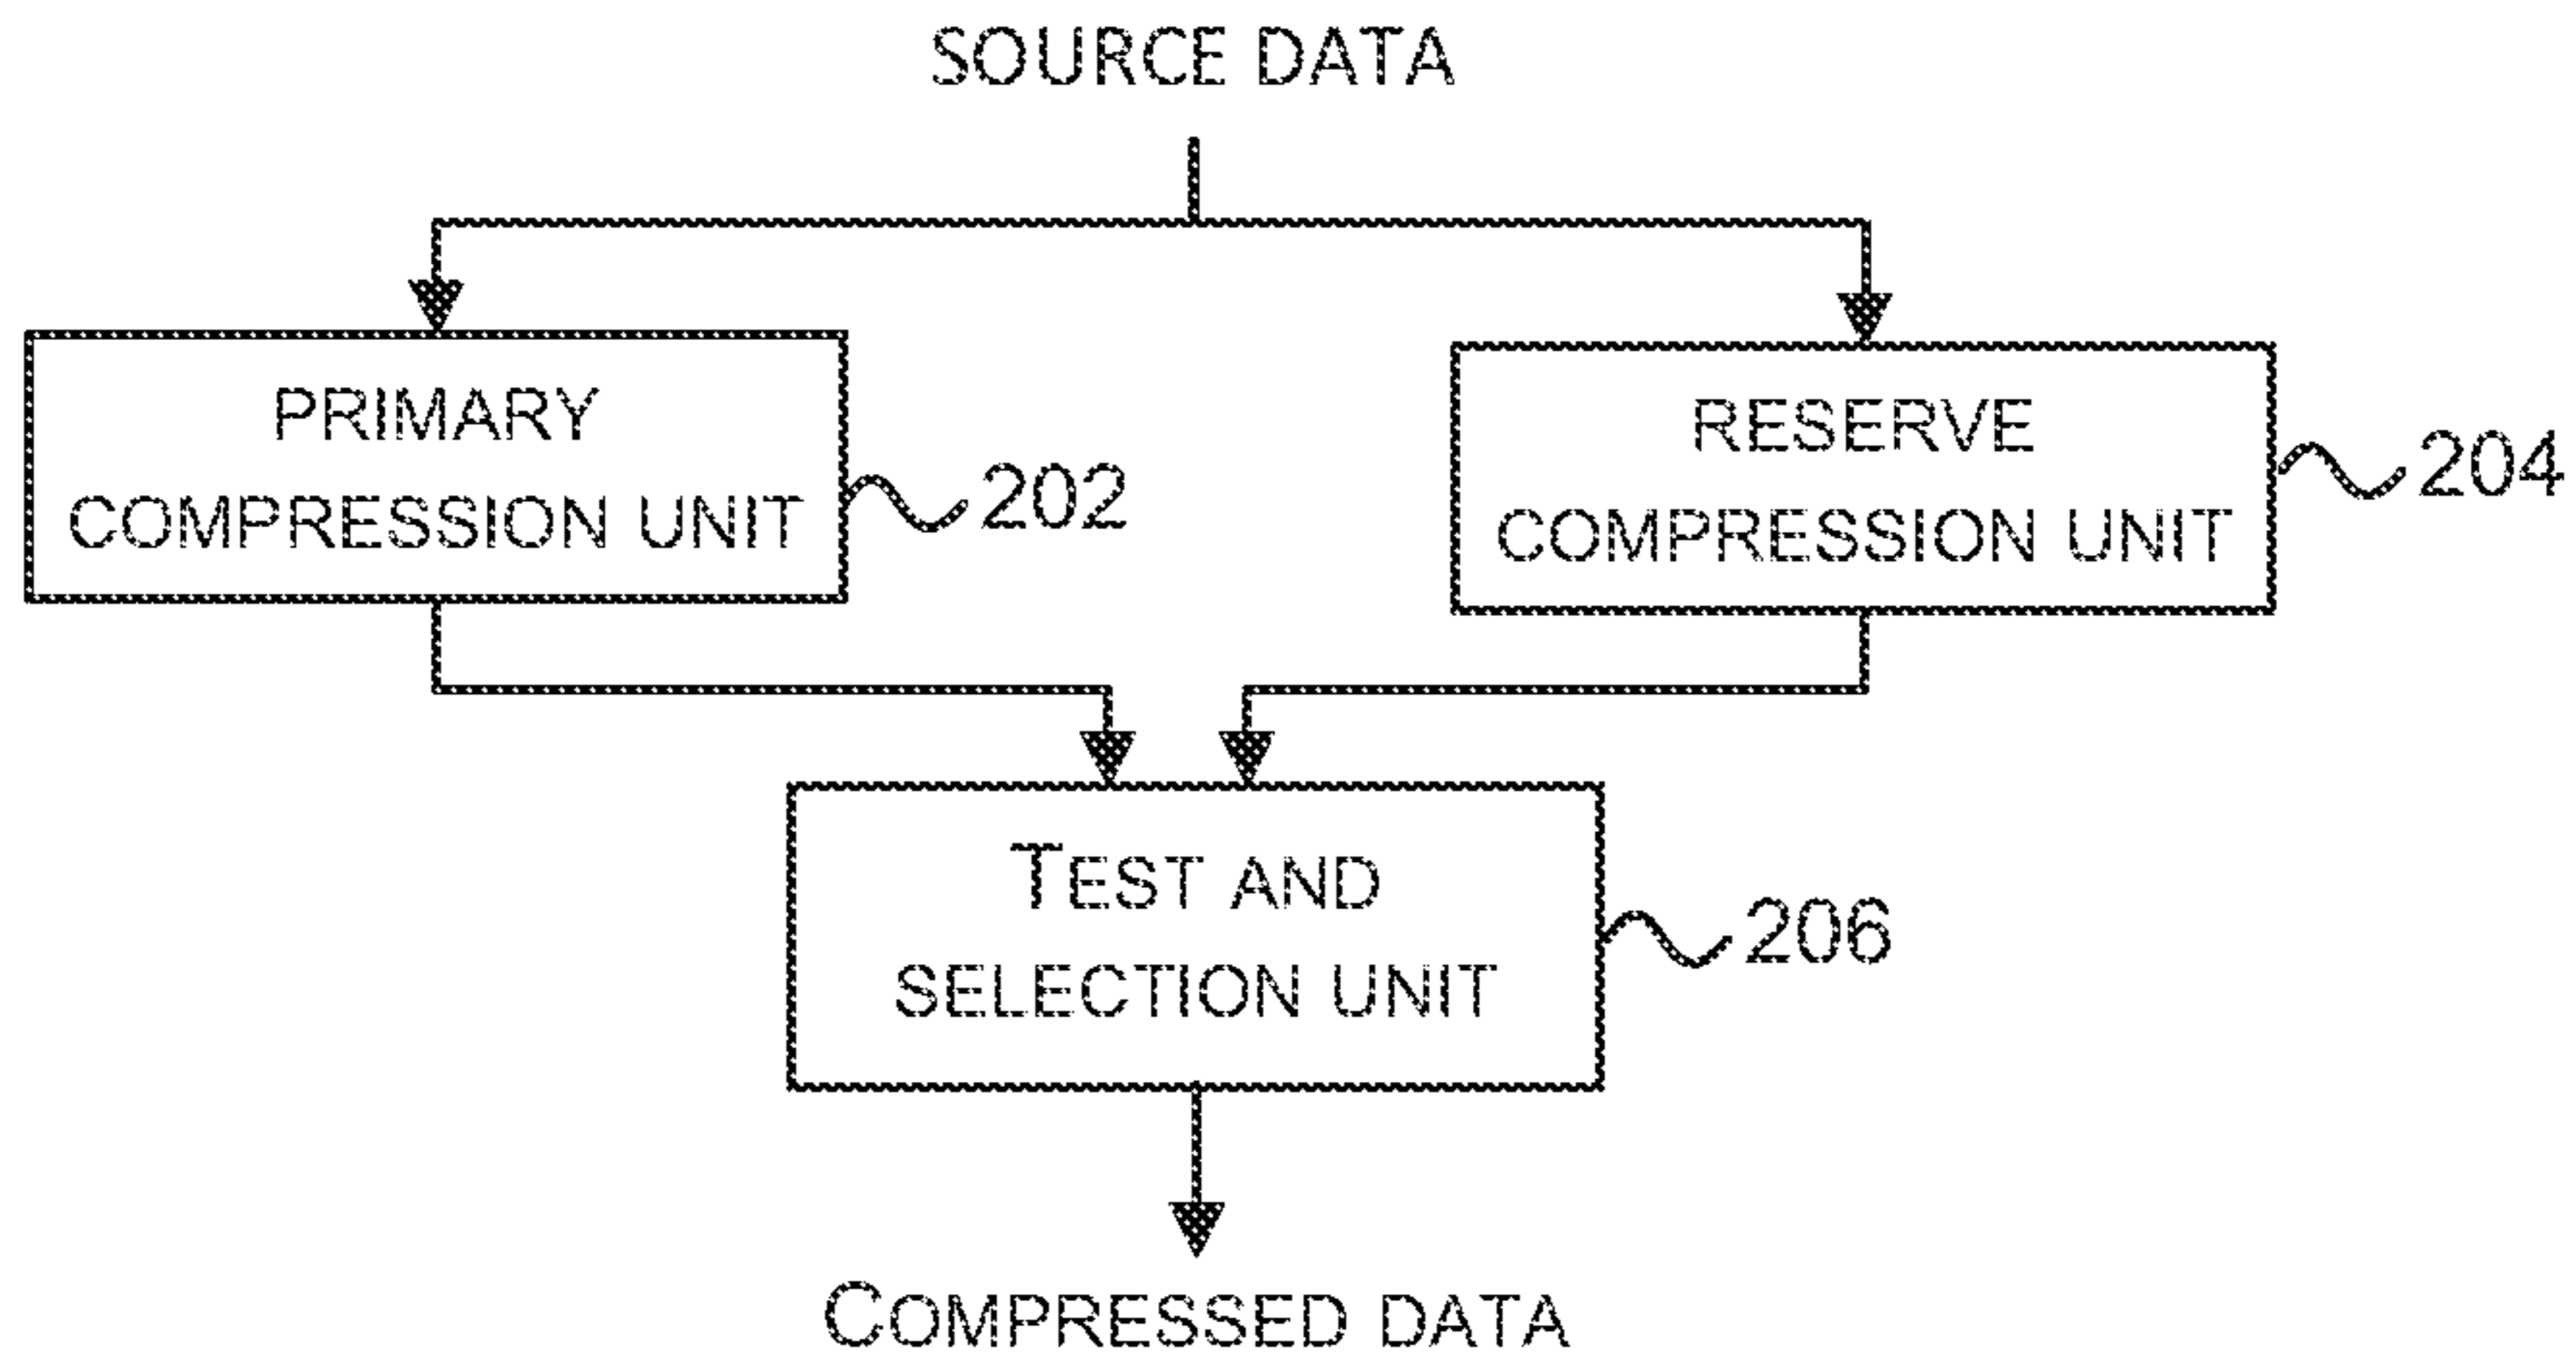 SOURCE DATA
PRIMARY
COMPRESSION UNIT
202
RESERVE
COMPRESSION UNIT
204
TEST AND
SELECTION UNIT
206
COMPRESSED DATA